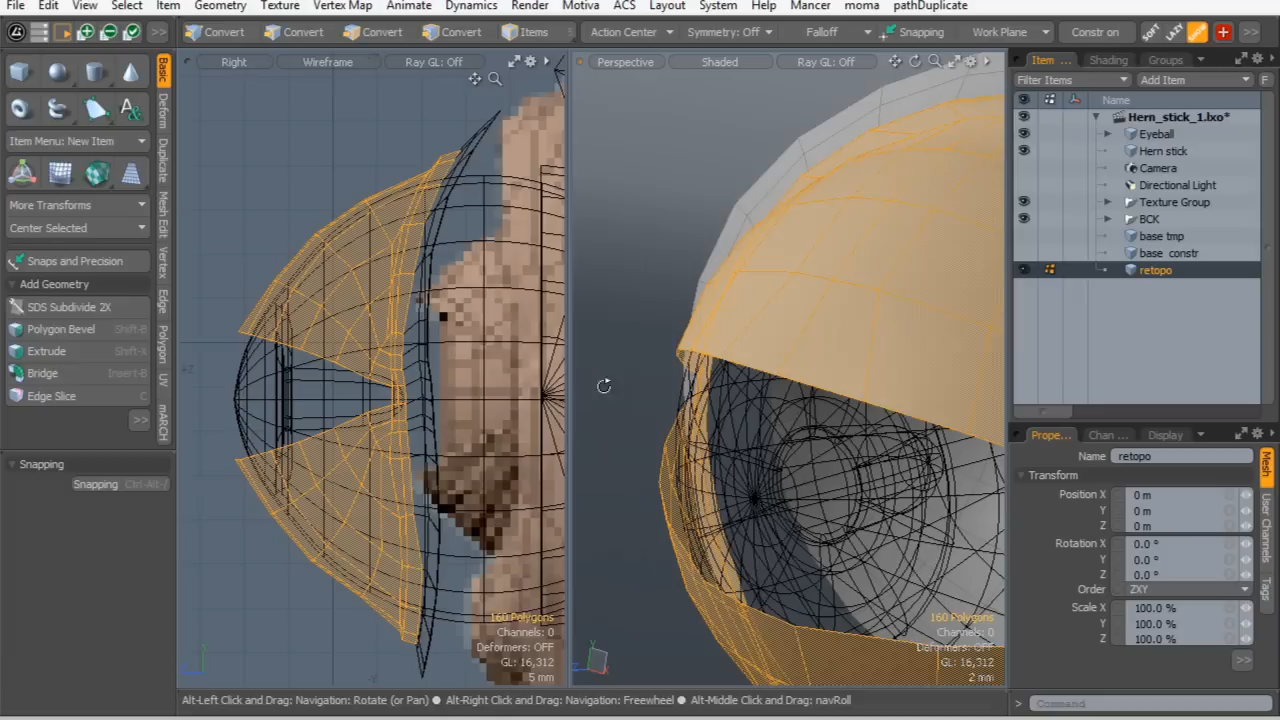 File Edit View Select Item Geometry Texture Vertex Map Animate Dynamics Render Motiva ACS Layout System Help Mancer moma pathDuplicate
>> Convert Convert Convert Convert Items Action Center Symmetry: Off Falloff Snapping Work Plane Constr on SOFT LAZY >>
Right Wireframe Ray GL: Off
Perspective Shaded Ray GL: Off
Item ... Shading Groups
Filter Items Add Item F
Name
Hern_stick_1.lxo*
Eyeball
Hern stick
Camera
Directional Light
Texture Group
BCK
base tmp
base constr
retopo
Basic
Deform
Duplicate
Mesh Edit
Vertex
Edge
Polygon
UV
mARCH
Item Menu: New Item
More Transforms
Center Selected
Snaps and Precision
Add Geometry
SDS Subdivide 2X
Polygon Bevel Shift-B
Extrude Shift-X
Bridge Insert-B
Edge Slice C
>>
Snapping
Snapping Ctrl-Alt-/
+Z
-Y
160 Polygons
Channels: 0
Deformers: OFF
GL: 16,312
5 mm
160 Polygons
Channels: 0
Deformers: OFF
GL: 16,312
2 mm
Prope... Chan ... Display
Name retopo
Transform
Position X 0 m
Y 0 m
Z 0 m
Rotation X 0.0 °
Y 0.0 °
Z 0.0 °
Order ZXY
Scale X 100.0 %
Y 100.0 %
Z 100.0 %
>>
Mesh
User Channels
Tags
Alt-Left Click and Drag: Navigation: Rotate (or Pan) ● Alt-Right Click and Drag: Navigation: Freewheel ● Alt-Middle Click and Drag: navRoll
> Command